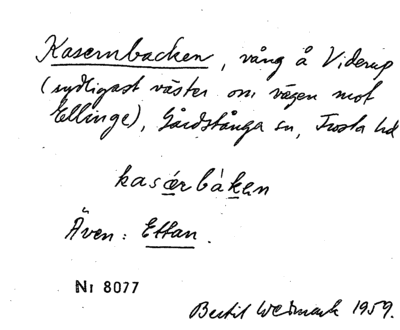 Kasernbacken, vång å Viderup
(sydligast väster om vägen mot
Ellinge), Gårdstånga sn, Frosta hd
kasǽrbàken
Även: Ettan.
Nr 8077
Bertil Wedmark 1959.